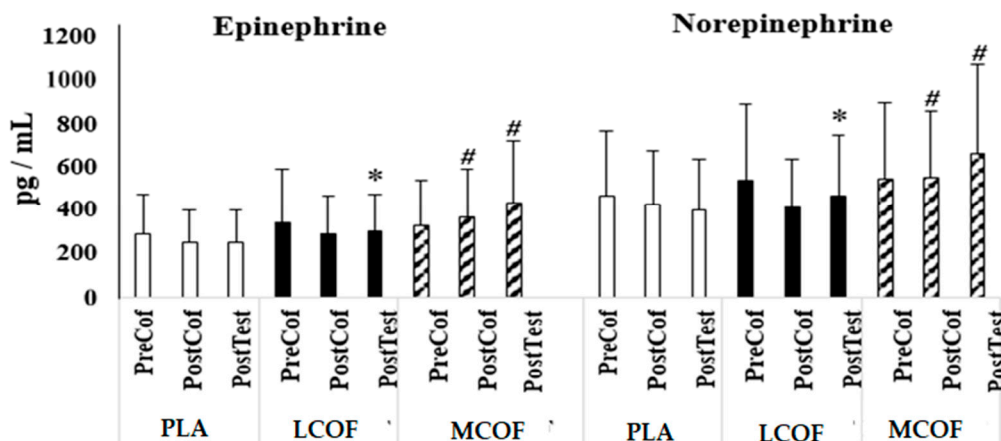 Epinephrine Norepinephrine
pg / mL
1200
1000
800
600
400
200
0
* # # * # #
PreCof PostCof PostTest PreCof PostCof PostTest PreCof PostCof PostTest PreCof PostCof PostTest PreCof PostCof PostTest PreCof PostCof PostTest
PLA LCOF MCOF PLA LCOF MCOF